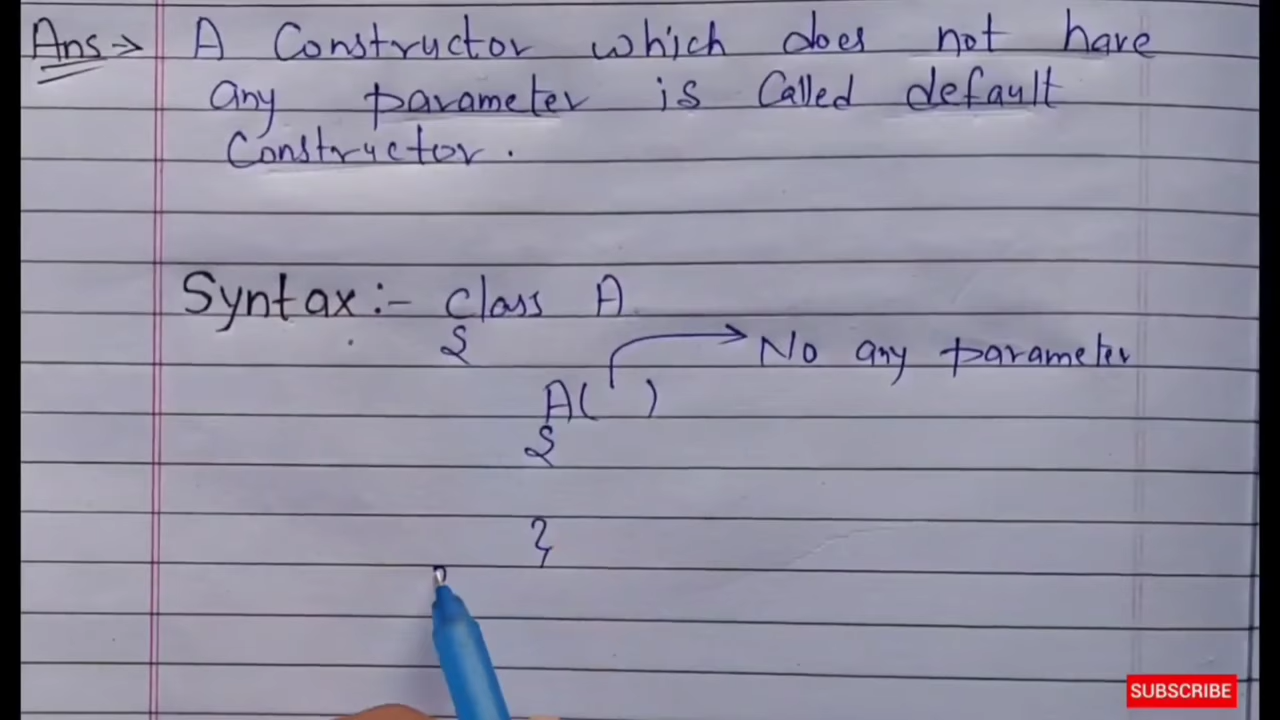 Ans → A Constructor which does not have
any parameter is Called default
Constructor.
Syntax :- Class A
{
No any parameter
A( )
{
}
SUBSCRIBE